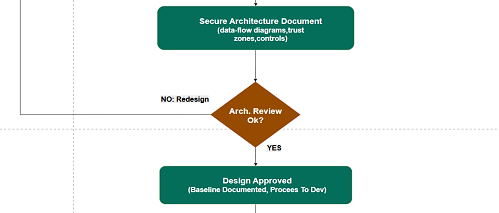 Secure Architecture Document
(data-flow diagrams,trust
zones,controls)
NO: Redesign
Arch. Review
Ok?
YES
Design Approved
(Baseline Documented, Procees To Dev)